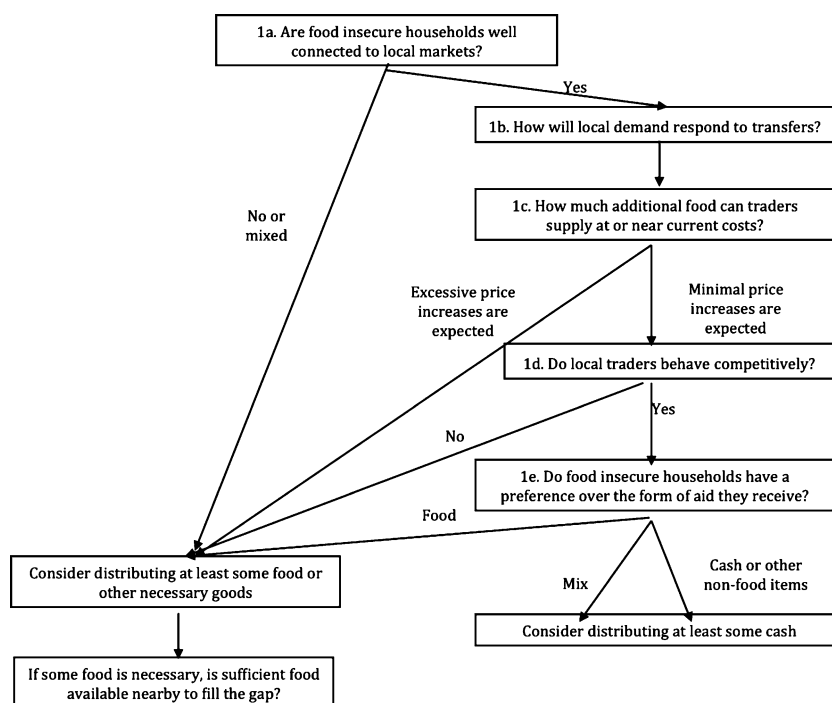 1a. Are food insecure households well
connected to local markets?
Yes
1b. How will local demand respond to transfers?
1c. How much additional food can traders
supply at or near current costs?
No or
mixed
Excessive price
increases are
expected
Minimal price
increases are
expected
1d. Do local traders behave competitively?
Yes
No
1e. Do food insecure households have a
preference over the form of aid they receive?
Food
Consider distributing at least some food or
other necessary goods
Mix
Cash or other
non-food items
Consider distributing at least some cash
If some food is necessary, is sufficient food
available nearby to fill the gap?